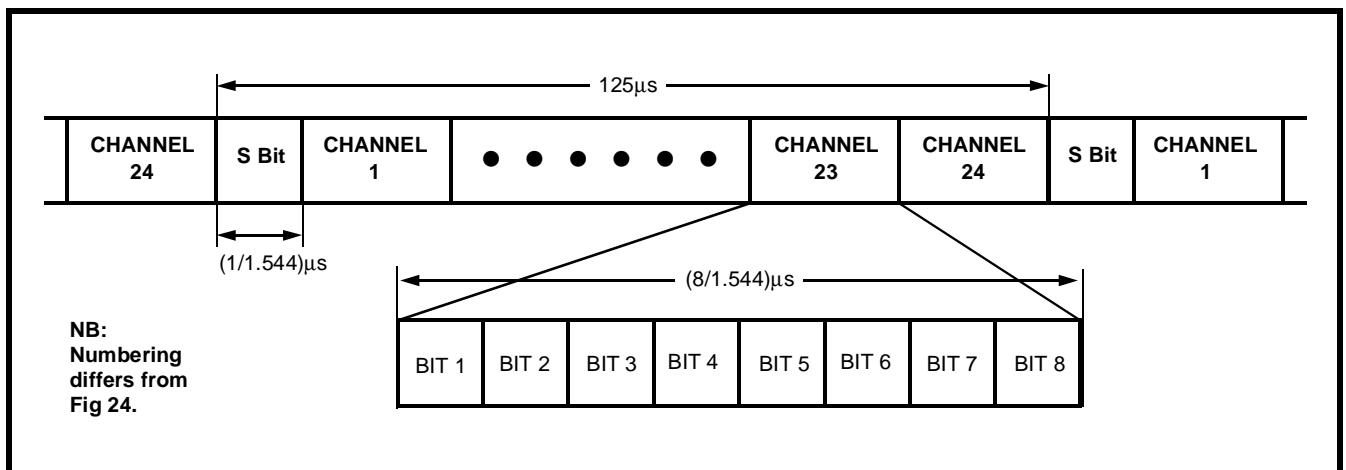 125μs
CHANNEL 24
S Bit
CHANNEL 1
CHANNEL 23
CHANNEL 24
S Bit
CHANNEL 1
(1/1.544)μs
(8/1.544)μs
NB:
Numbering
differs from
Fig 24.
BIT 1 BIT 2 BIT 3 BIT 4 BIT 5 BIT 6 BIT 7 BIT 8